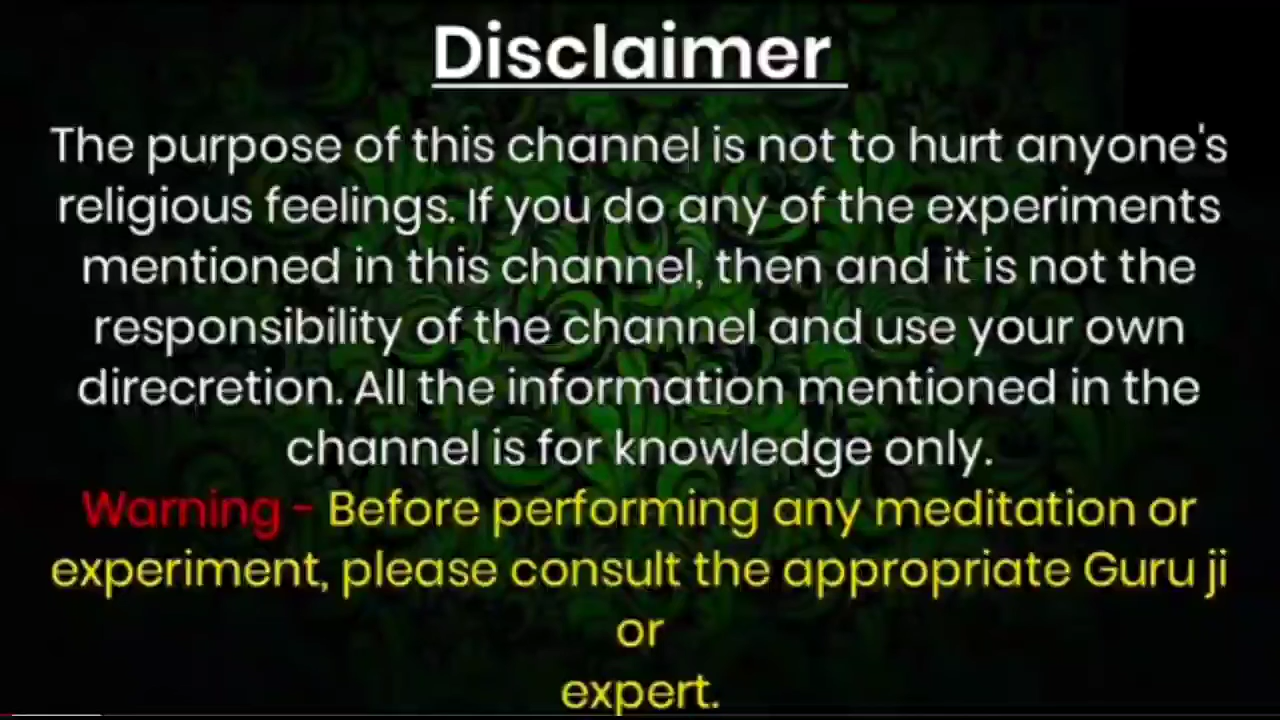 Disclaimer
The purpose of this channel is not to hurt anyone's
religious feelings. If you do any of the experiments
mentioned in this channel, then and it is not the
responsibility of the channel and use your own
direcretion. All the information mentioned in the
channel is for knowledge only.
Warning - Before performing any meditation or
experiment, please consult the appropriate Guru ji
or
expert.